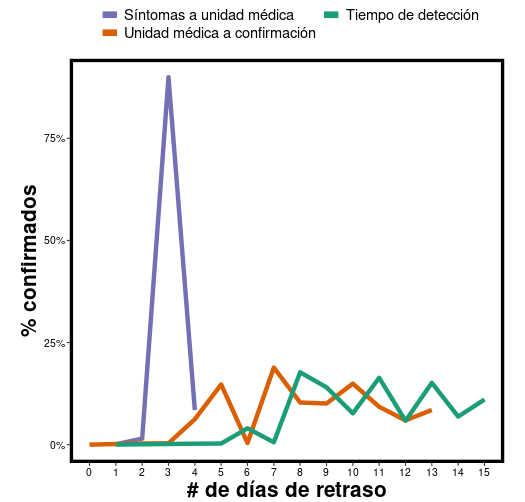 Síntomas a unidad médica
Tiempo de detección
Unidad médica a confirmación
% confirmados
75%
50%
25%
0%
0 1 2 3 4 5 6 7 8 9 10 11 12 13 14 15
# de días de retraso